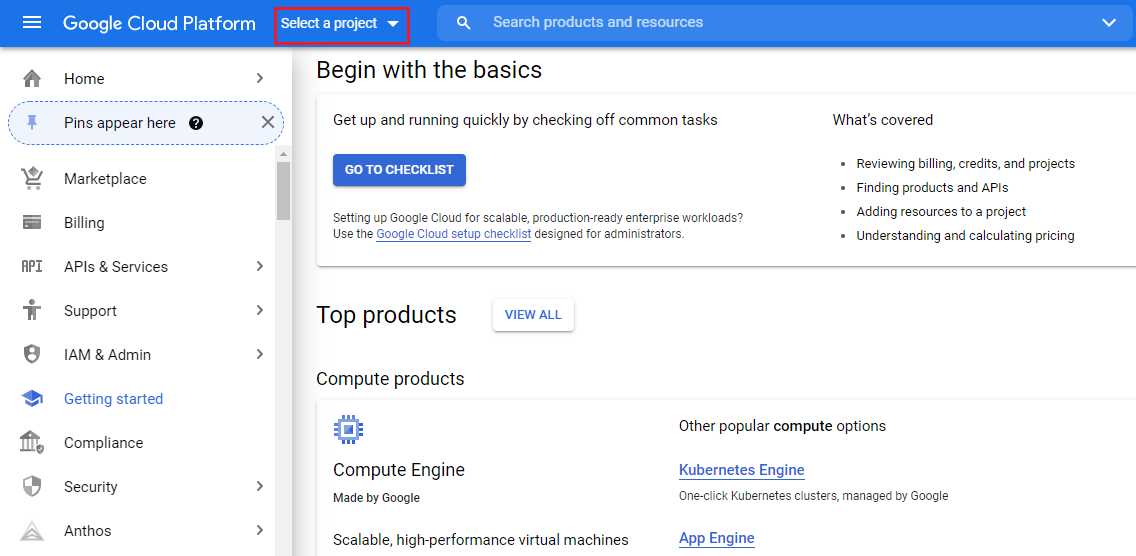 Google Cloud Platform
Select a project
Search products and resources
Home
Pins appear here
Marketplace
Billing
API APIs & Services
Support
IAM & Admin
Getting started
Compliance
Security
Anthos
Begin with the basics
Get up and running quickly by checking off common tasks
GO TO CHECKLIST
Setting up Google Cloud for scalable, production-ready enterprise workloads?
Use the Google Cloud setup checklist designed for administrators.
What's covered
• Reviewing billing, credits, and projects
• Finding products and APIs
• Adding resources to a project
• Understanding and calculating pricing
Top products
VIEW ALL
Compute products
Compute Engine
Made by Google
Scalable, high-performance virtual machines
Other popular compute options
Kubernetes Engine
One-click Kubernetes clusters, managed by Google
App Engine